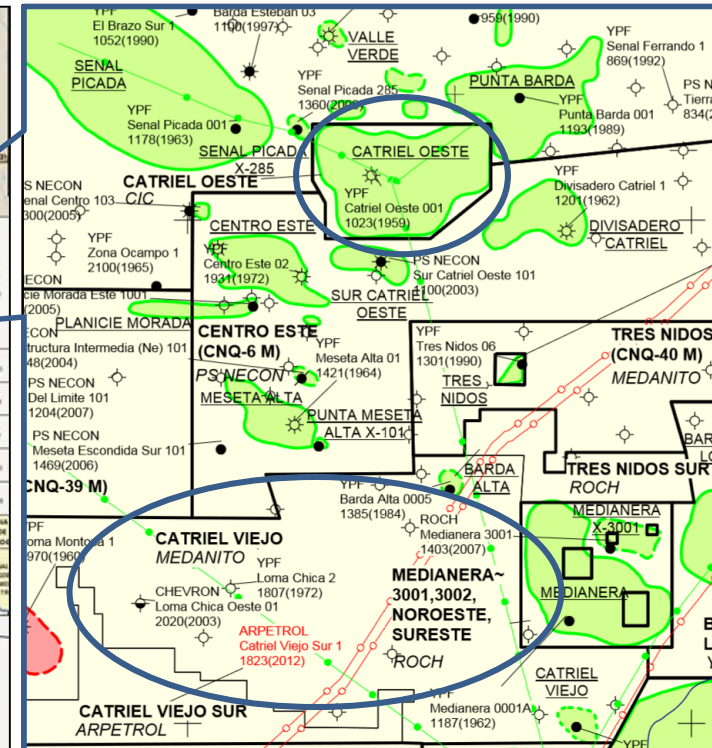 YPF
El Brazo Sur 1
1052(1990)
Barda Esteban 03
1100(1997)
SENAL
PICADA
VALLE
VERDE
959(1990)
YPF
Senal Ferrando 1
869(1992)
PS N
Tierra
834(2
YPF
Senal Picada 285
PUNTA BARDA
YPF
Punta Barda 001
1193(1989)
YPF
Senal Picada 001
1178(1963)
SENAL PICADA
X-285
CATRIEL OESTE
YPF
Catriel Oeste 001
1023(1959)
CATRIEL OESTE
CIC
S NECON
enal Centro 103
300(2005)
YPF
Divisadero Catriel 1
1201(1962)
DIVISADERO
CATRIEL
YPF
Zona Ocampo 1
2100(1965)
CENTRO ESTE
YPF
Centro Este 02
1931(1972)
PS NECON
Sur Catriel Oeste 101
1100(2003)
SUR CATRIEL
OESTE
ECON
cie Morada Este 1001
(2005)
PLANICIE MORADA
ECON
tructura Intermedia (Ne) 101
48(2004)
CENTRO ESTE
(CNQ-6 M)
PS NECON
YPF
Meseta Alta 01
1421(1964)
YPF
Tres Nidos 06
1301(1990)
TRES NIDOS
(CNQ-40 M)
MEDANITO
TRES
NIDOS
PS NECON
Del Limite 101
1204(2007)
MESETA ALTA
PUNTA MESETA
ALTA X-101
PS NECON
Meseta Escondida Sur 101
1469(2006)
CNQ-39 M)
BARDA
ALTA
YPF
Barda Alta 0005
1385(1984)
BAR
LO
TRES NIDOS SUR
ROCH
MEDIANERA
X-3001
ROCH
Medianera 3001
1403(2007)
YPF
oma Montosa 1
970(1960)
CATRIEL VIEJO
MEDANITO
YPF
Loma Chica 2
1807(1972)
CHEVRON
Loma Chica Oeste 01
2020(2003)
MEDIANERA~
3001,3002,
NOROESTE,
SURESTE
ROCH
MEDIANERA
ARPETROL
Catriel Viejo Sur 1
1823(2012)
B
L
Y
CATRIEL
VIEJO
YPF
Medianera 0001A
1187(1962)
CATRIEL VIEJO SUR
ARPETROL
YPF